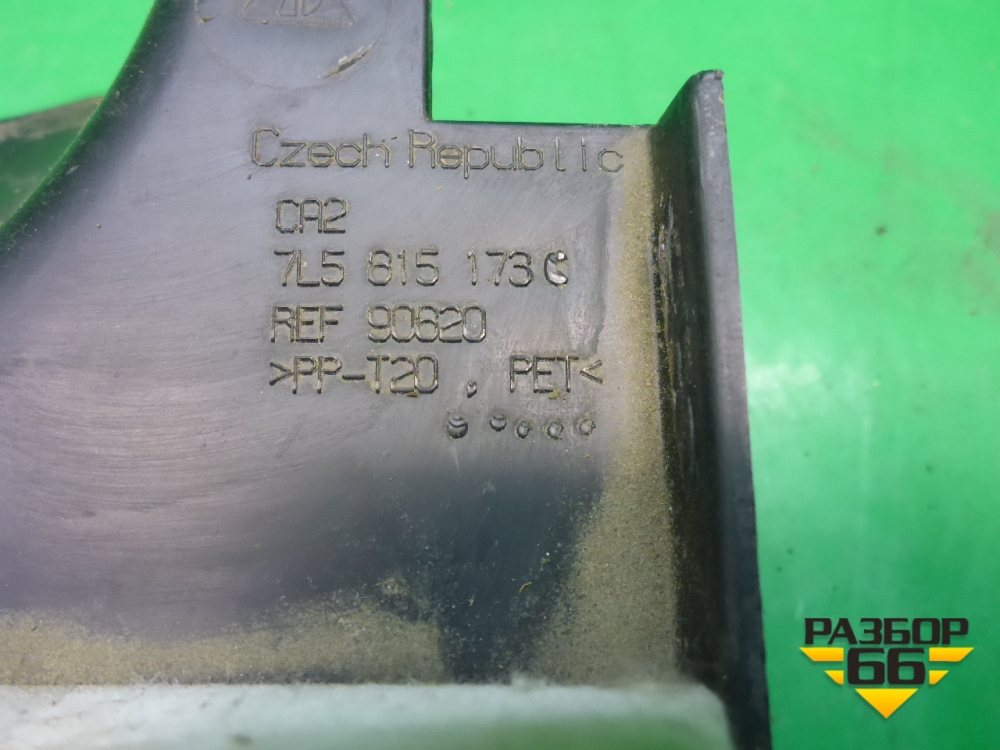 Czech Republic
CA2
7L5 815 173 C
REF 90620
>PP-T20 , PET<
РАЗБОР
66